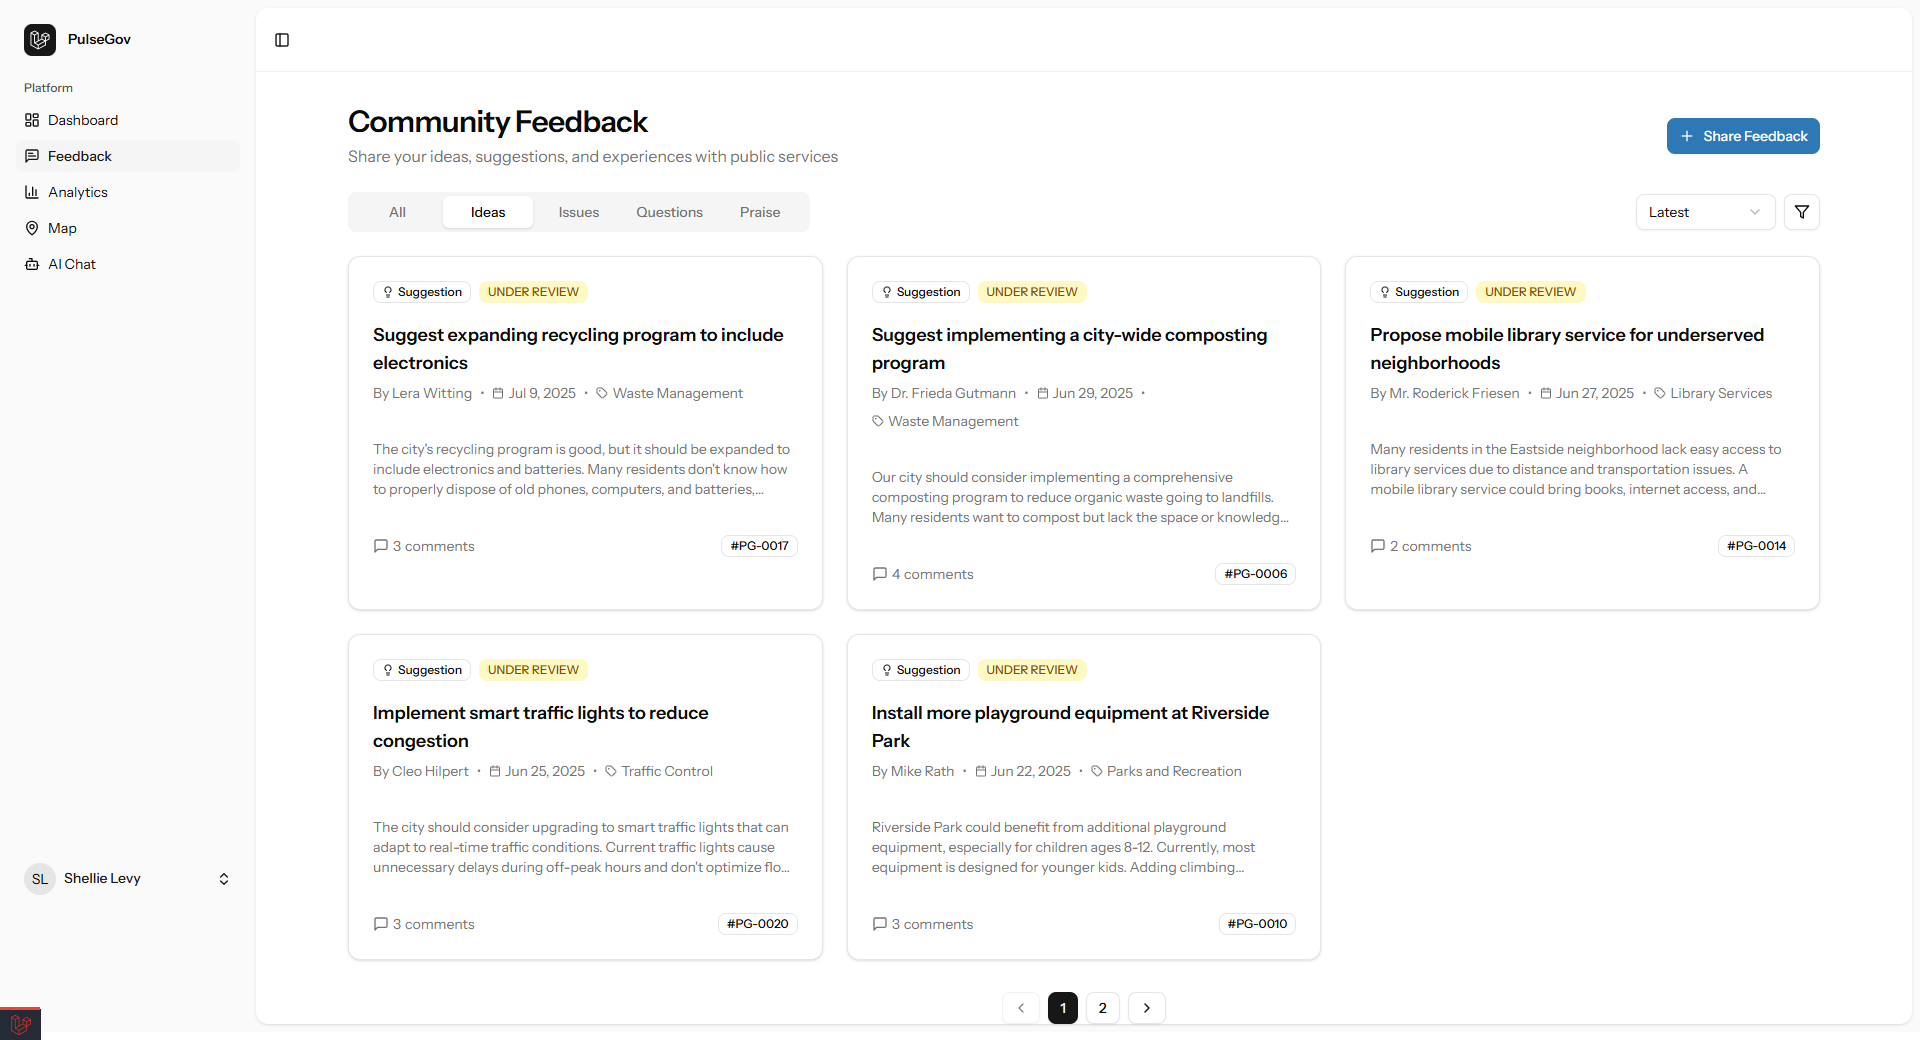 PulseGov
Platform
Dashboard
Feedback
Analytics
Map
AI Chat
Shellie Levy
SL
Community Feedback
Share your ideas, suggestions, and experiences with public services
Share Feedback
All
Ideas
Issues
Questions
Praise
Latest
Suggestion
UNDER REVIEW
Suggest expanding recycling program to include
electronics
By Lera Witting • Jul 9, 2025 • Waste Management
The city's recycling program is good, but it should be expanded to
include electronics and batteries. Many residents don't know how
to properly dispose of old phones, computers, and batteries,...
3 comments
#PG-0017
Suggestion
UNDER REVIEW
Suggest implementing a city-wide composting
program
By Dr. Frieda Gutmann • Jun 29, 2025 •
Waste Management
Our city should consider implementing a comprehensive
composting program to reduce organic waste going to landfills.
Many residents want to compost but lack the space or knowledg...
4 comments
#PG-0006
Suggestion
UNDER REVIEW
Propose mobile library service for underserved
neighborhoods
By Mr. Roderick Friesen • Jun 27, 2025 • Library Services
Many residents in the Eastside neighborhood lack easy access to
library services due to distance and transportation issues. A
mobile library service could bring books, internet access, and...
2 comments
#PG-0014
Suggestion
UNDER REVIEW
Implement smart traffic lights to reduce
congestion
By Cleo Hilpert • Jun 25, 2025 • Traffic Control
The city should consider upgrading to smart traffic lights that can
adapt to real-time traffic conditions. Current traffic lights cause
unnecessary delays during off-peak hours and don't optimize flo...
3 comments
#PG-0020
Suggestion
UNDER REVIEW
Install more playground equipment at Riverside
Park
By Mike Rath • Jun 22, 2025 • Parks and Recreation
Riverside Park could benefit from additional playground
equipment, especially for children ages 8-12. Currently, most
equipment is designed for younger kids. Adding climbing...
3 comments
#PG-0010
1
2